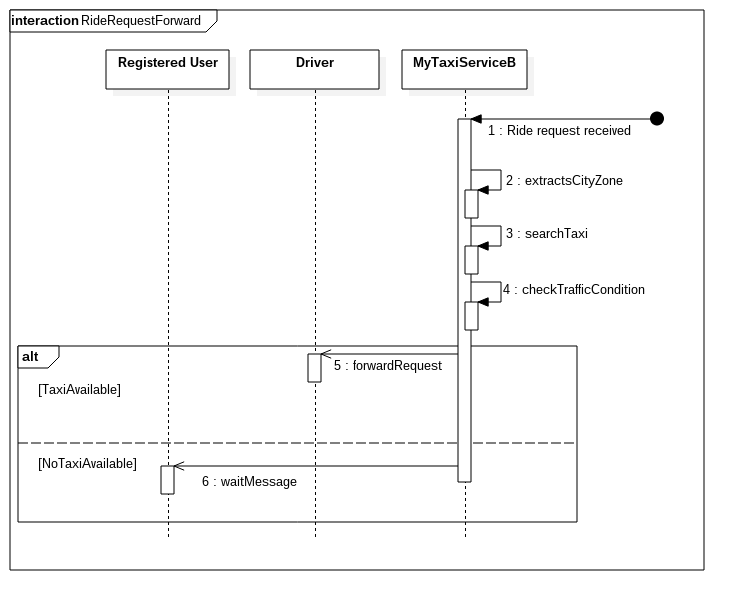 interaction RideRequestForward
Registered User
Driver
MyTaxiServiceB
1 : Ride request received
2 : extractsCityZone
3 : searchTaxi
4 : checkTrafficCondition
alt
5 : forwardRequest
[TaxiAvailable]
[NoTaxiAvailable]
6 : waitMessage